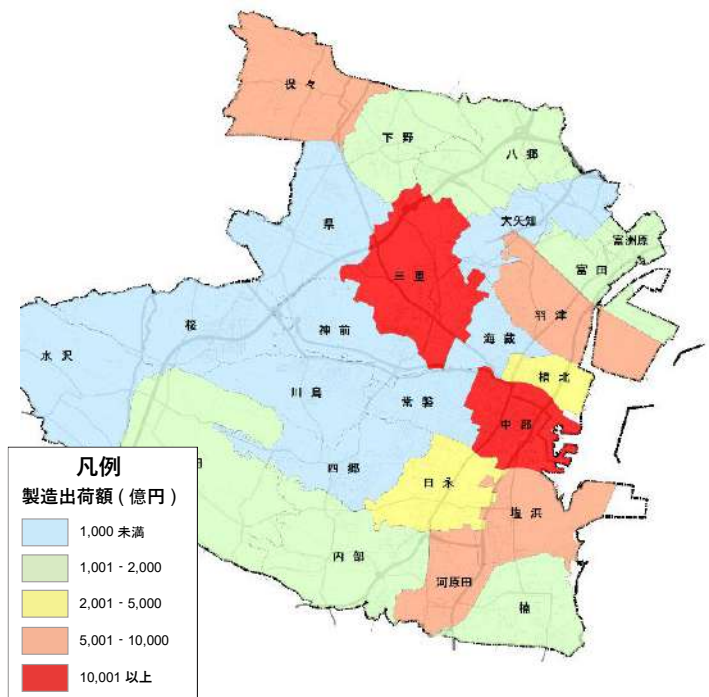 保々
下野
八郷
大矢知
富洲原
県
富田
三重
羽津
桜
神前
海蔵
水沢
橋北
川島
常磐
中部
四郷
日永
塩浜
内部
河原田
楠
凡例
製造出荷額 ( 億円 )
1,000 未満
1,001 - 2,000
2,001 - 5,000
5,001 - 10,000
10,001 以上